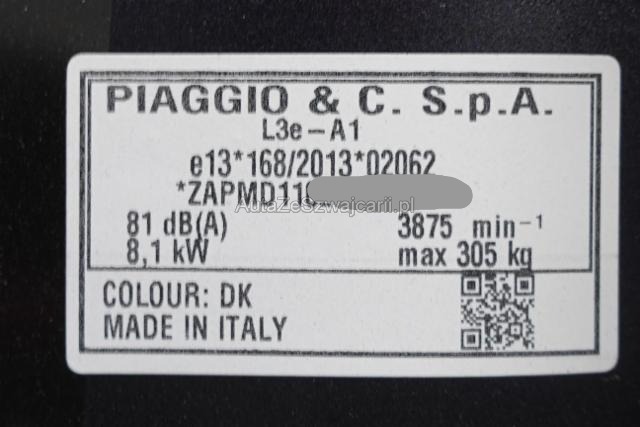 PIAGGIO & C. S.p.A.
L3e-A1
e13*168/2013*02062
*ZAPMD110
AutaZeSzwajcarii.pl
81 dB(A) 3875 min-1
8,1 kW max 305 kg
COLOUR: DK
MADE IN ITALY